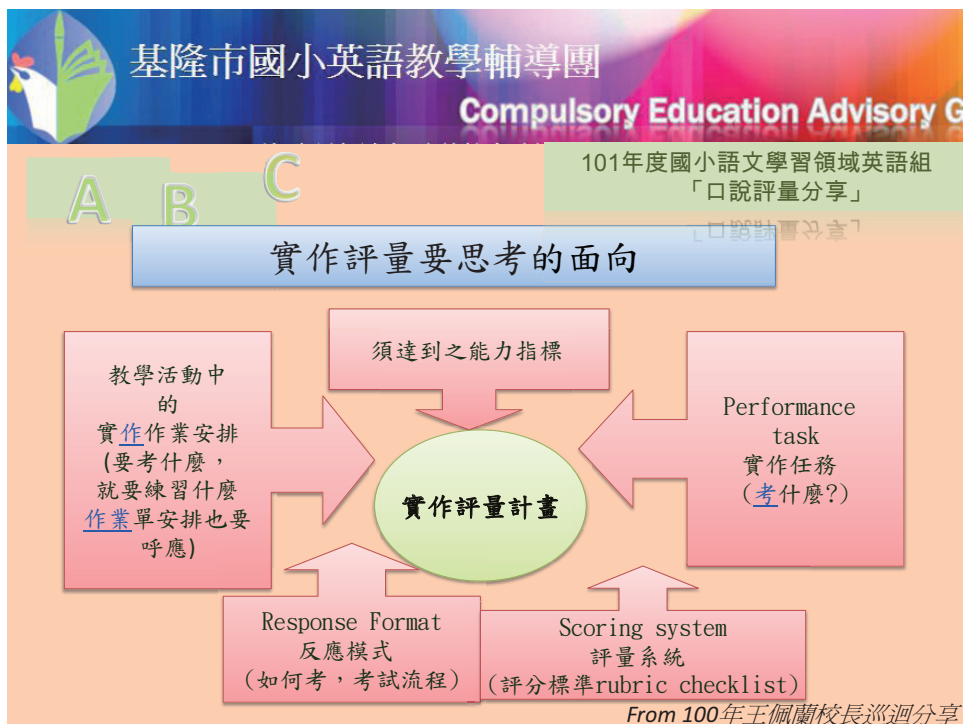 基隆市國小英語教學輔導團
Compulsory Education Advisory G
A B C
101年度國小語文學習領域英語組
「口說評量分享」
實作評量要思考的面向
須達到之能力指標
教學活動中
的
實作作業安排
(要考什麼，
就要練習什麼
作業單安排也要
呼應)
Performance
task
實作任務
(考什麼?)
實作評量計畫
Response Format
反應模式
(如何考，考試流程)
Scoring system
評量系統
(評分標準rubric checklist)
From 100年王佩蘭校長巡迴分享